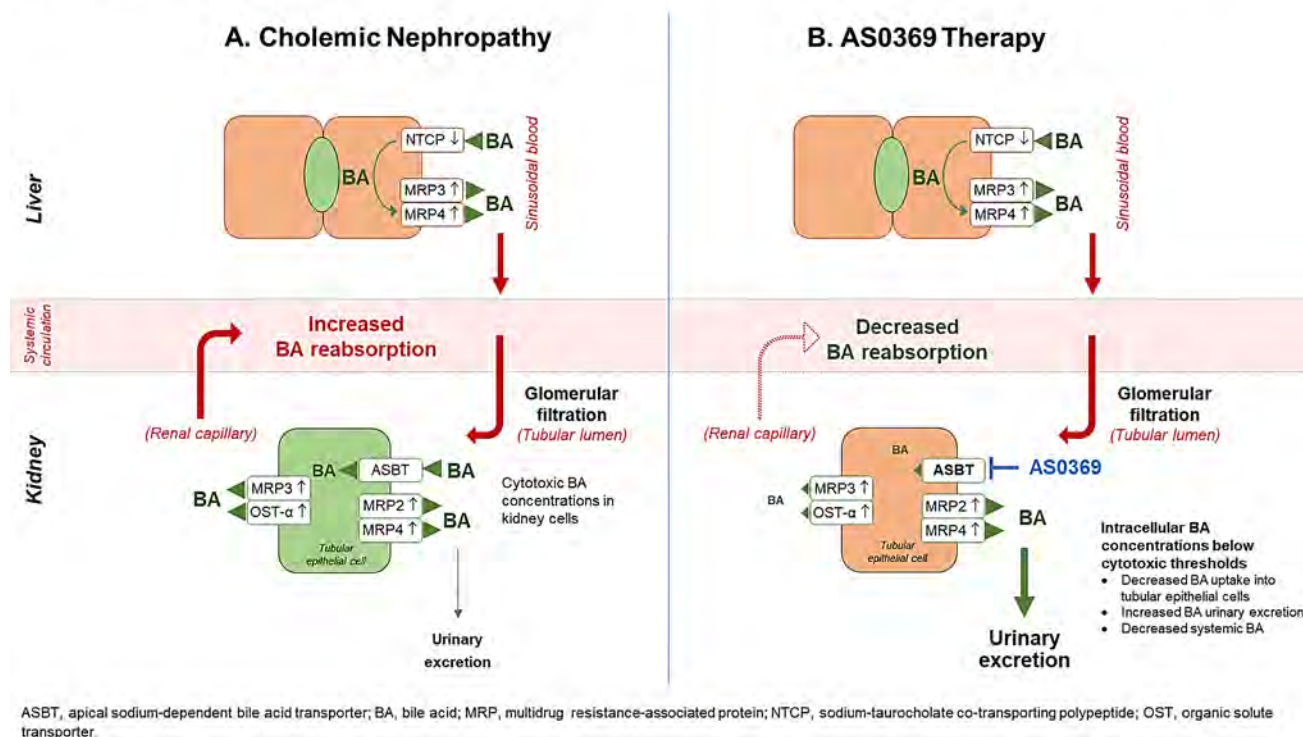 A. Cholemic Nephropathy
Liver
NTCP ↓
BA
BA
MRP3 ↑
MRP4 ↑
BA
Sinusoidal blood
Systemic
circulation
Increased
BA reabsorption
Kidney
(Renal capillary)
Glomerular
filtration
(Tubular lumen)
BA
ASBT
BA
BA
MRP3 ↑
OST-α ↑
MRP2 ↑
MRP4 ↑
BA
Tubular
epithelial cell
Cytotoxic BA
concentrations in
kidney cells
Urinary
excretion
B. AS0369 Therapy
NTCP ↓
BA
BA
MRP3 ↑
MRP4 ↑
BA
Sinusoidal blood
Decreased
BA reabsorption
(Renal capillary)
Glomerular
filtration
(Tubular lumen)
BA
ASBT
AS0369
BA
MRP3 ↑
OST-α ↑
MRP2 ↑
MRP4 ↑
BA
Tubular
epithelial cell
Intracellular BA
concentrations below
cytotoxic thresholds
• Decreased BA uptake into
tubular epithelial cells
• Increased BA urinary excretion
• Decreased systemic BA
Urinary
excretion
ASBT, apical sodium-dependent bile acid transporter; BA, bile acid; MRP, multidrug resistance-associated protein; NTCP, sodium-taurocholate co-transporting polypeptide; OST, organic solute
transporter.